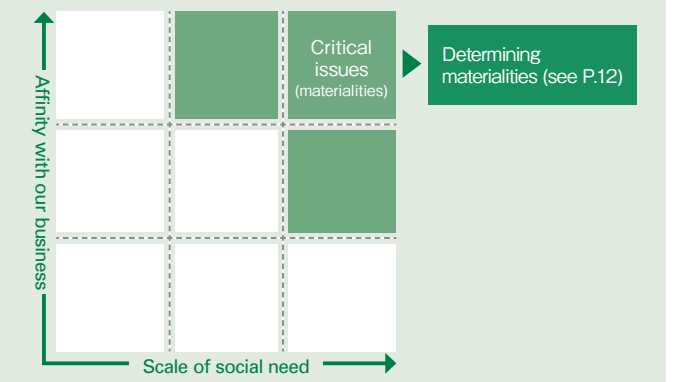 Critical
issues
(materialities)
Determining
materialities (see P.12)
Affinity with our business
Scale of social need